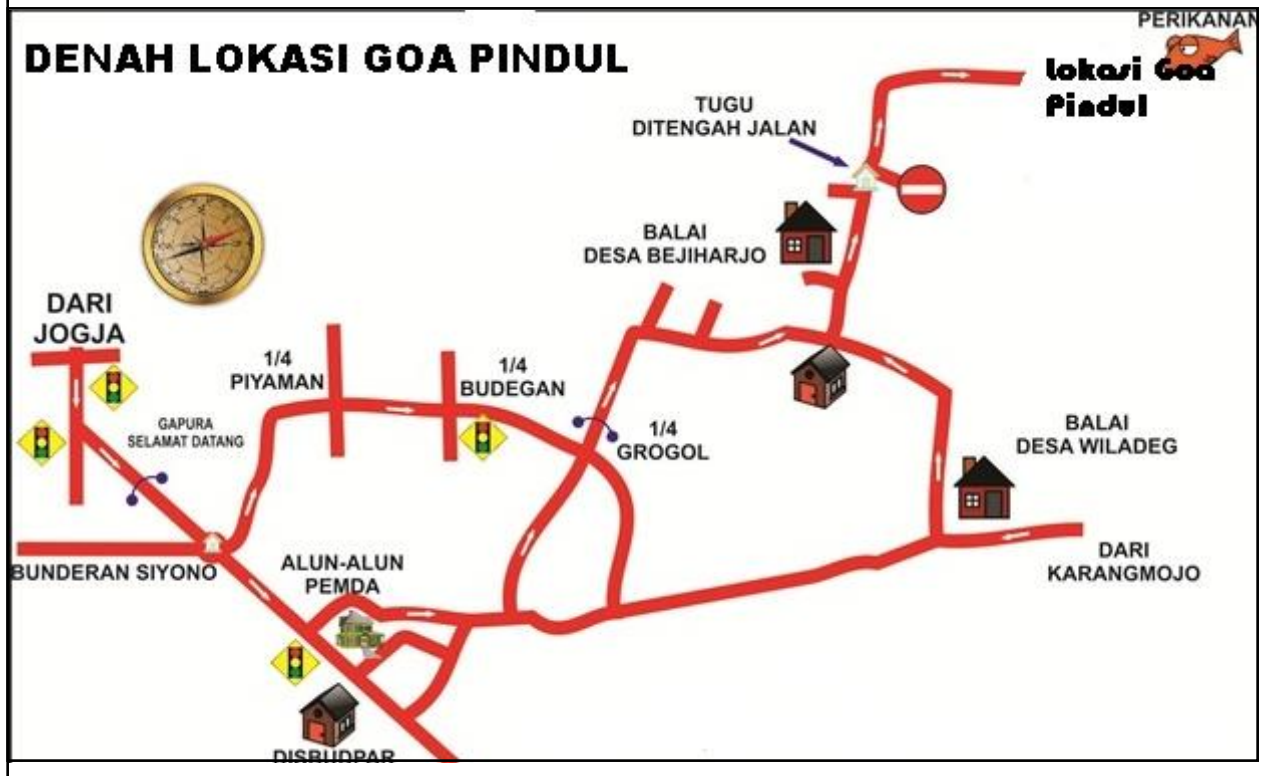 DENAH LOKASI GOA PINDUL
PERIKANAN
Lokasi Goa
Pindul
TUGU
DITENGAH JALAN
BALAI
DESA BEJIHARJO
DARI
JOGJA
1/4
PIYAMAN
1/4
BUDEGAN
GAPURA
SELAMAT DATANG
1/4
GROGOL
BALAI
DESA WILADEG
BUNDERAN SIYONO
ALUN-ALUN
PEMDA
DARI
KARANGMOJO
DISBUDPAR